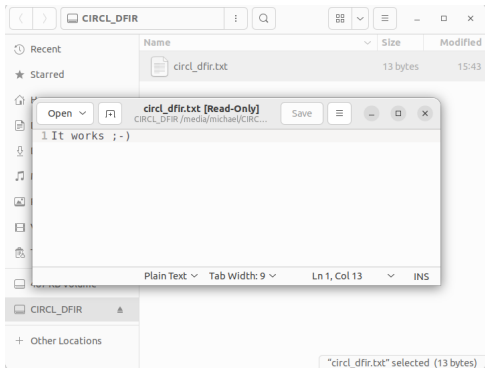 CIRCL_DFIR
Name Size Modified
Recent
circl_dfir.txt 13 bytes 15:43
Starred
Open circl_dfir.txt [Read-Only] Save
CIRCL_DFIR /media/michael/CIRC...
1 It works ;-)
Plain Text Tab Width: 9 Ln 1, Col 13 INS
CIRCL_DFIR
+ Other Locations
"circl_dfir.txt" selected (13 bytes)